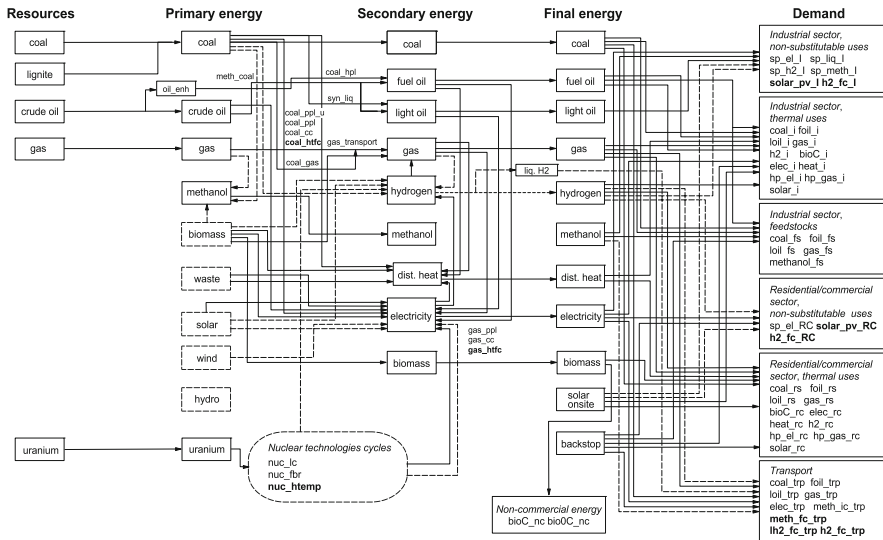 Resources
Primary energy
Secondary energy
Final energy
Demand
coal
lignite
crude oil
gas
uranium
coal
oil_enh
crude oil
gas
methanol
biomass
waste
solar
wind
hydro
uranium
meth_coal
coal_hpl
syn_liq
coal_ppl_u
coal_ppl
coal_cc
coal_htfc
gas_transport
coal_gas
coal
fuel oil
light oil
gas
hydrogen
methanol
dist. heat
electricity
biomass
liq. H2
gas_ppl
gas_cc
gas_htfc
Nuclear technologies cycles
nuc_lc
nuc_fbr
nuc_htemp
coal
fuel oil
light oil
gas
hydrogen
methanol
dist. heat
electricity
biomass
solar
onsite
backstop
Non-commercial energy
bioC_nc bio0C_nc
Industrial sector,
non-substitutable uses
sp_el_I sp_liq_I
sp_h2_I sp_meth_I
solar_pv_I h2_fc_I
Industrial sector,
thermal uses
coal_i foil_i
loil_i gas_i
h2_i bioC_i
elec_i heat_i
hp_el_i hp_gas_i
solar_i
Industrial sector,
feedstocks
coal_fs foil_fs
loil_fs gas_fs
methanol_fs
Residential/commercial
sector,
non-substitutable uses
sp_el_RC solar_pv_RC
h2_fc_RC
Residential/commercial
sector, thermal uses
coal_rs foil_rs
loil_rs gas_rs
bioC_rc elec_rc
heat_rc h2_rc
hp_el_rc hp_gas_rc
solar_rc
Transport
coal_trp foil_trp
loil_trp gas_trp
elec_trp meth_ic_trp
meth_fc_trp
lh2_fc_trp h2_fc_trp